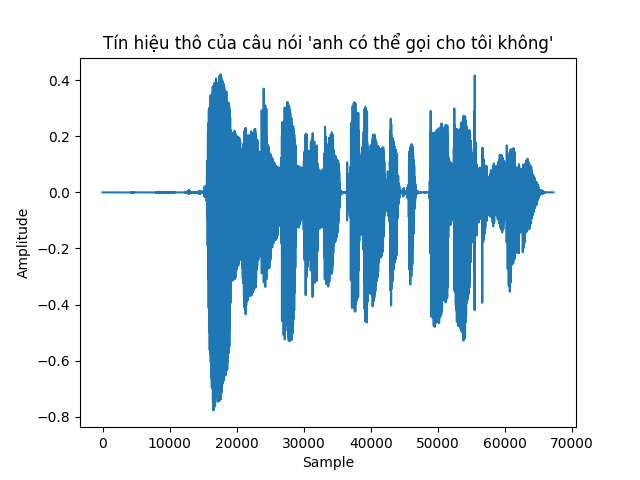 Tín hiệu thô của câu nói 'anh có thể gọi cho tôi không'
0.4
0.2
0.0
−0.2
−0.4
−0.6
−0.8
Amplitude
0 10000 20000 30000 40000 50000 60000 70000
Sample